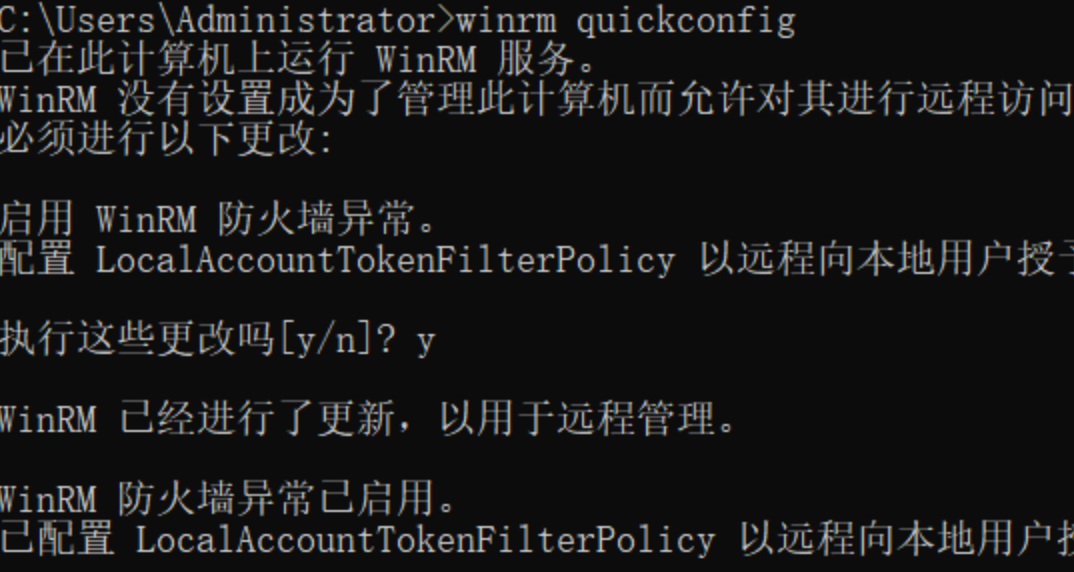 C:\Users\Administrator>winrm quickconfig
已在此计算机上运行 WinRM 服务。
WinRM 没有设置成为了管理此计算机而允许对其进行远程访问
必须进行以下更改:
启用 WinRM 防火墙异常。
配置 LocalAccountTokenFilterPolicy 以远程向本地用户授予
执行这些更改吗[y/n]? y
WinRM 已经进行了更新，以用于远程管理。
WinRM 防火墙异常已启用。
已配置 LocalAccountTokenFilterPolicy 以远程向本地用户授